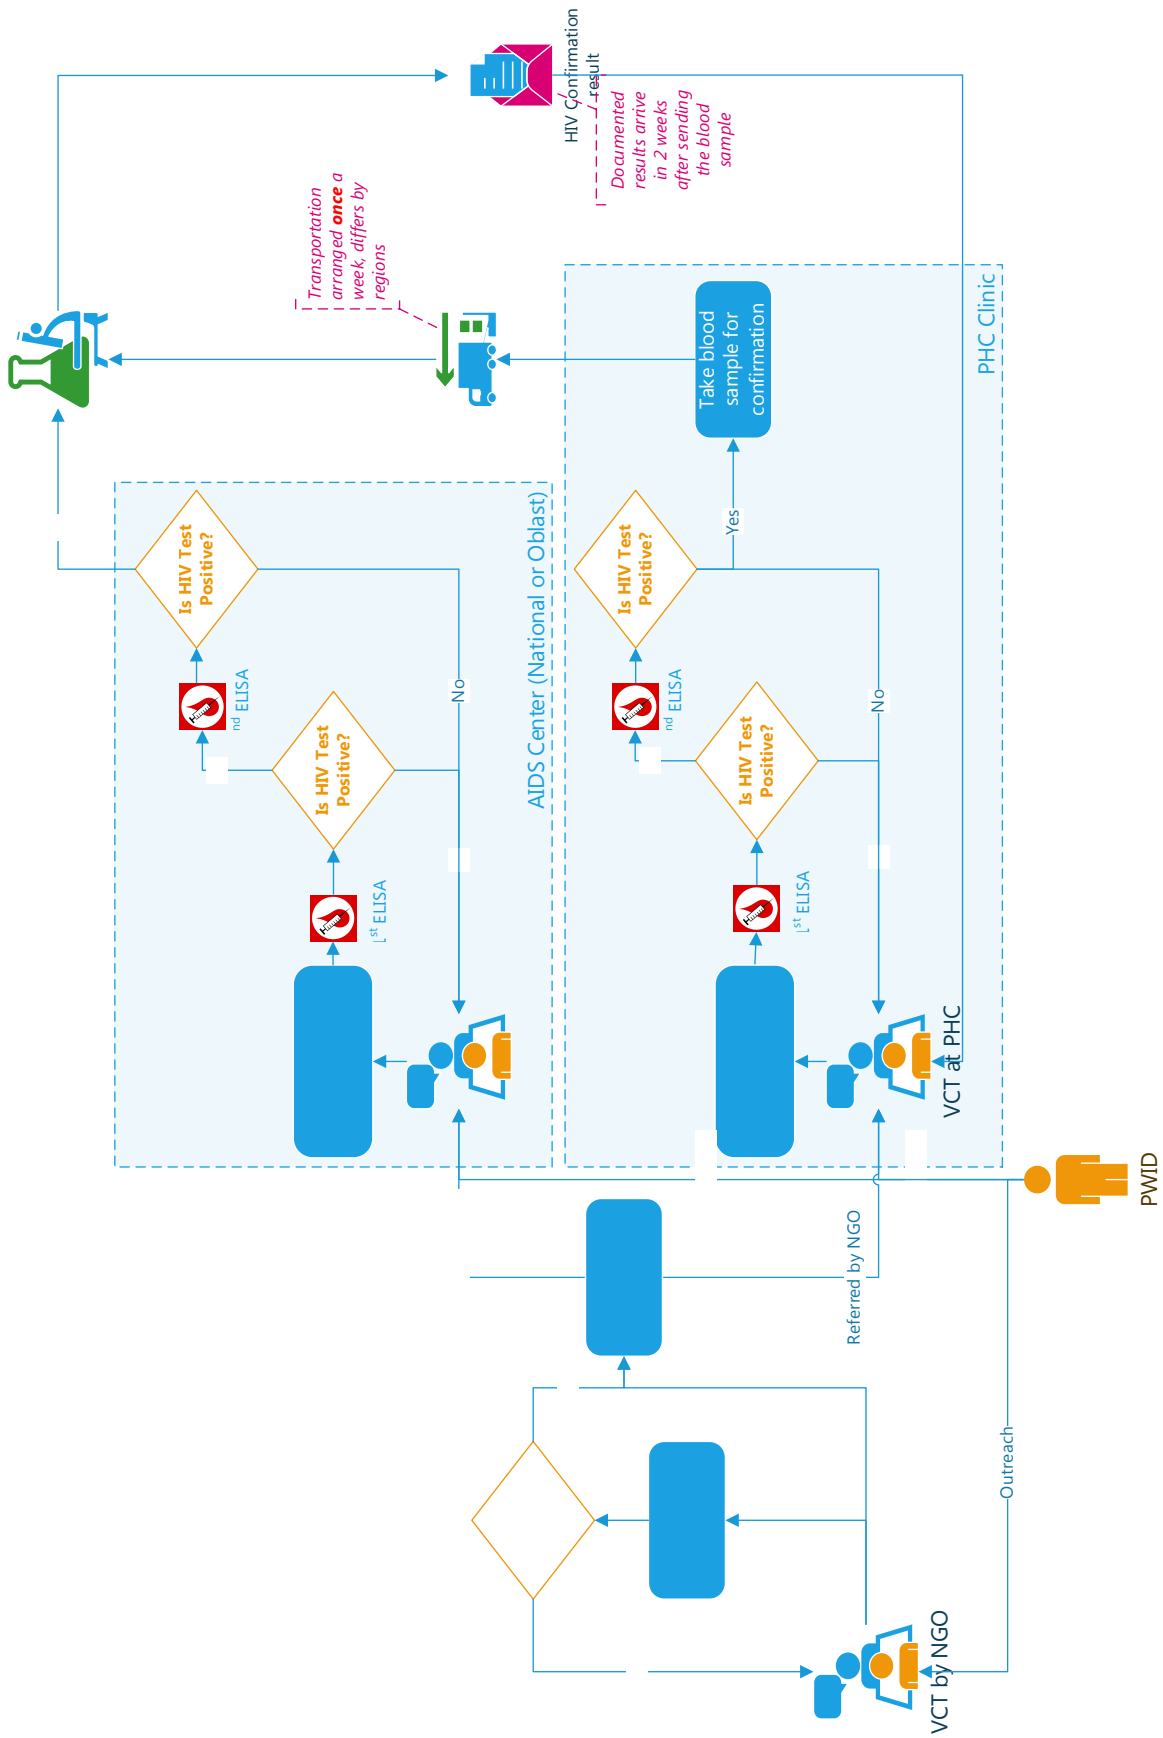 Is HIV Test
Positive?
nd ELISA
Transportation
arranged once a
week, differs by
regions
Is HIV Test
Positive?
st ELISA
No
AIDS Center (National or Oblast)
HIV Confirmation
result
Documented
results arrive
in 2 weeks
after sending
the blood
sample
Is HIV Test
Positive?
nd ELISA
Take blood
sample for
confirmation
Yes
Is HIV Test
Positive?
st ELISA
Referred by NGO
No
VCT by NGO
VCT at PHC
PHC Clinic
Outreach
PWID